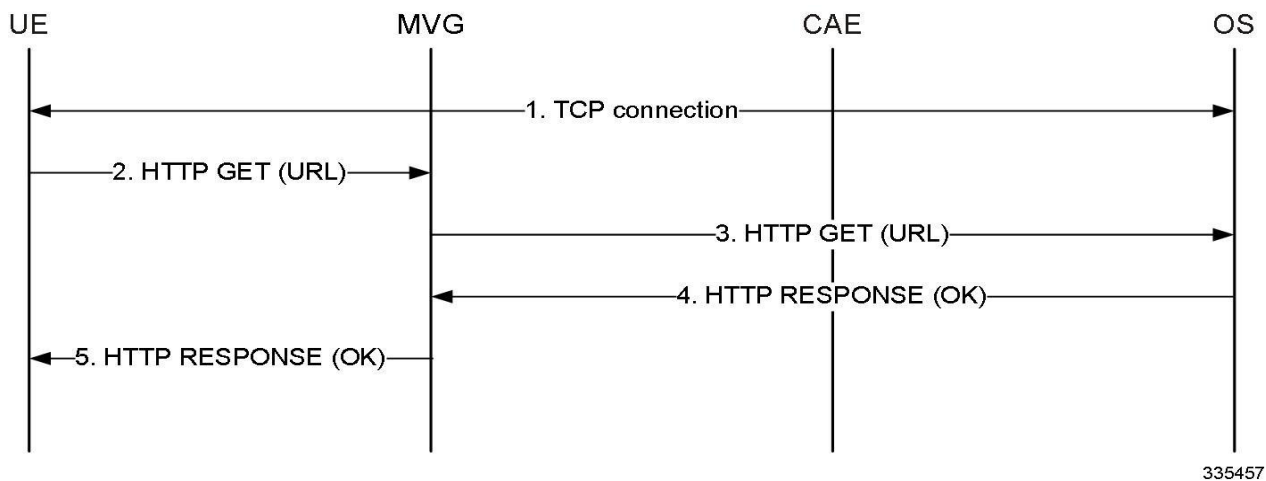 UE MVG CAE OS
1. TCP connection
2. HTTP GET (URL)
3. HTTP GET (URL)
4. HTTP RESPONSE (OK)
5. HTTP RESPONSE (OK)
335457